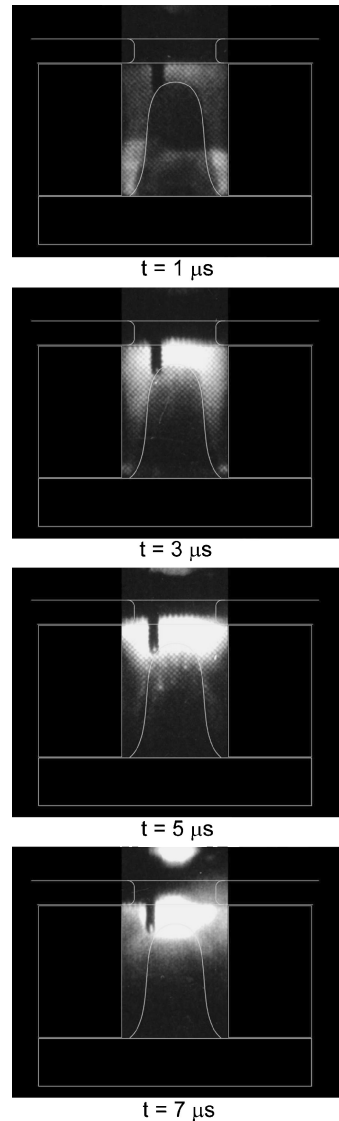 t = 1 μs
t = 3 μs
t = 5 μs
t = 7 μs